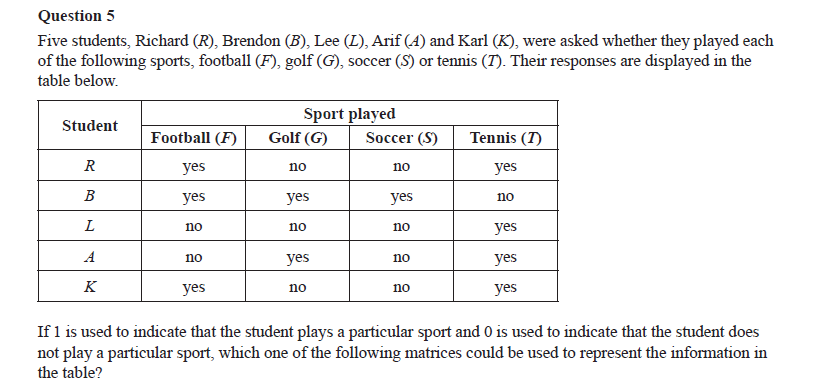 Question 5
Five students, Richard (R), Brendon (B), Lee (L), Arif (A) and Karl (K), were asked whether they played each
of the following sports, football (F), golf (G), soccer (S) or tennis (T). Their responses are displayed in the
table below.
Student
Sport played
Football (F) Golf (G) Soccer (S) Tennis (T)
R yes no no yes
B yes yes yes no
L no no no yes
A no yes no yes
K yes no no yes
If 1 is used to indicate that the student plays a particular sport and 0 is used to indicate that the student does
not play a particular sport, which one of the following matrices could be used to represent the information in
the table?